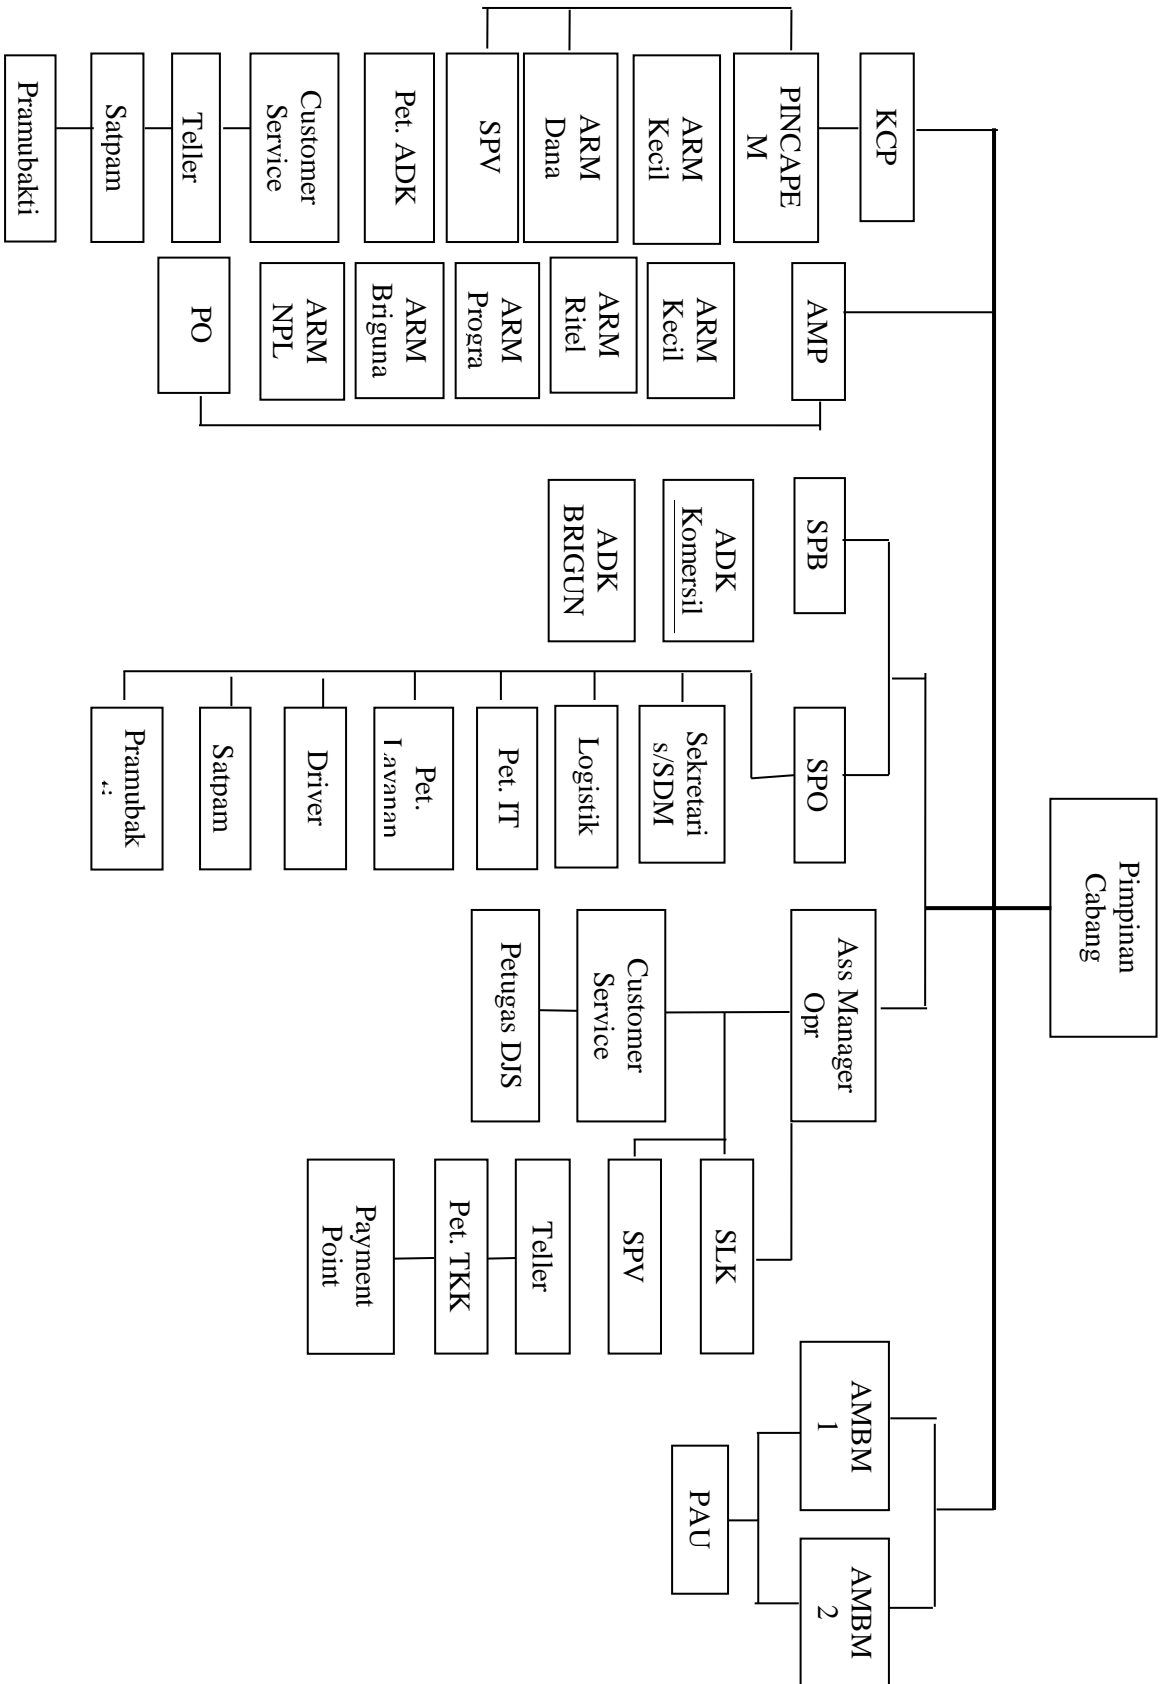 Pimpinan
Cabang
KCP
PINCAPE
M
ARM
Kecil
ARM
Dana
SPV
Pet. ADK
Customer
Service
Teller
Satpam
Pramubakti
AMP
ARM
Kecil
ARM
Ritel
ARM
Progra
ARM
Briguna
ARM
NPL
PO
SPB
ADK
Komersil
ADK
BRIGUN
SPO
Sekretari
s/SDM
Logistik
Pet. IT
Pet.
Layanan
Driver
Satpam
Pramubak
Ass Manager
Opr
Customer
Service
Petugas DJS
SLK
SPV
Teller
Pet. TKK
Payment
Point
AMBM
1
AMBM
2
PAU